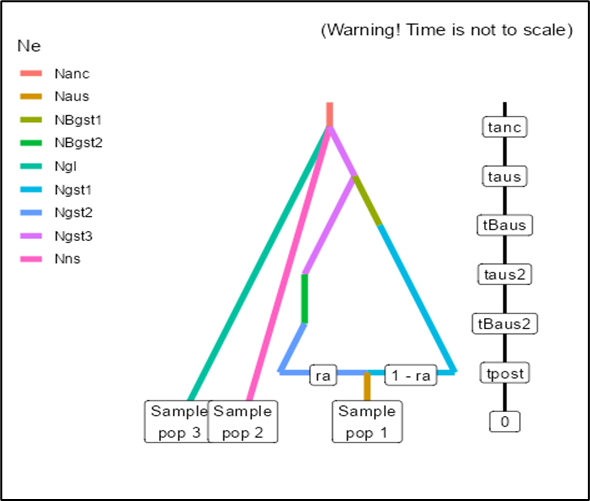 (Warning! Time is not to scale)
Ne
Nanc
Naus
NBgst1
NBgst2
Ngl
Ngst1
Ngst2
Ngst3
Nns
tanc
taus
tBaus
taus2
tBaus2
tpost
0
ra
1 - ra
Sample
pop 3
Sample
pop 2
Sample
pop 1